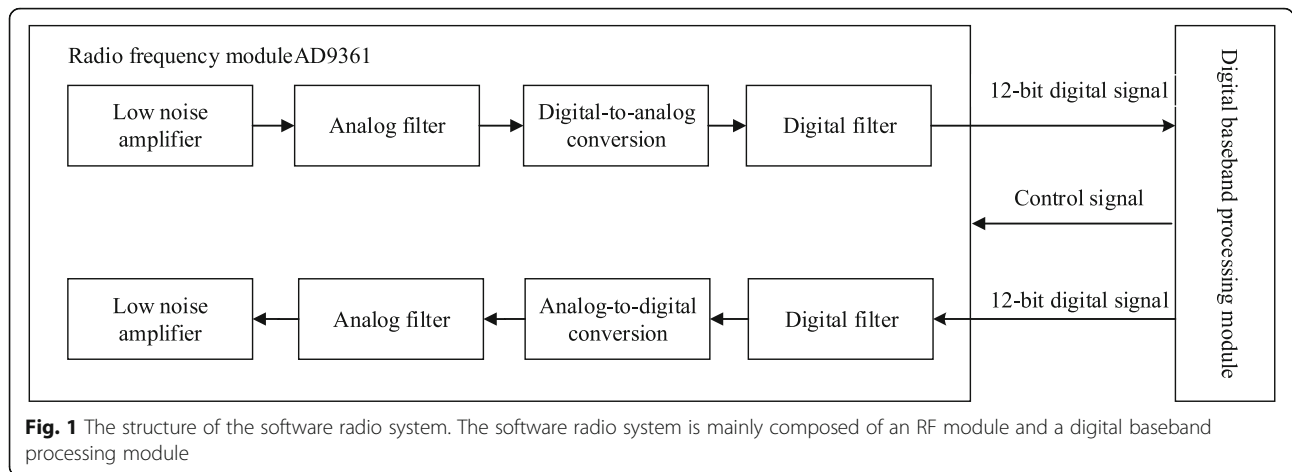 Radio frequency moduleAD9361
Low noise
amplifier
Analog filter
Digital-to-analog
conversion
Digital filter
12-bit digital signal
Control signal
Low noise
amplifier
Analog filter
Analog-to-digital
conversion
Digital filter
12-bit digital signal
Digital baseband processing module
Fig. 1 The structure of the software radio system. The software radio system is mainly composed of an RF module and a digital baseband
processing module